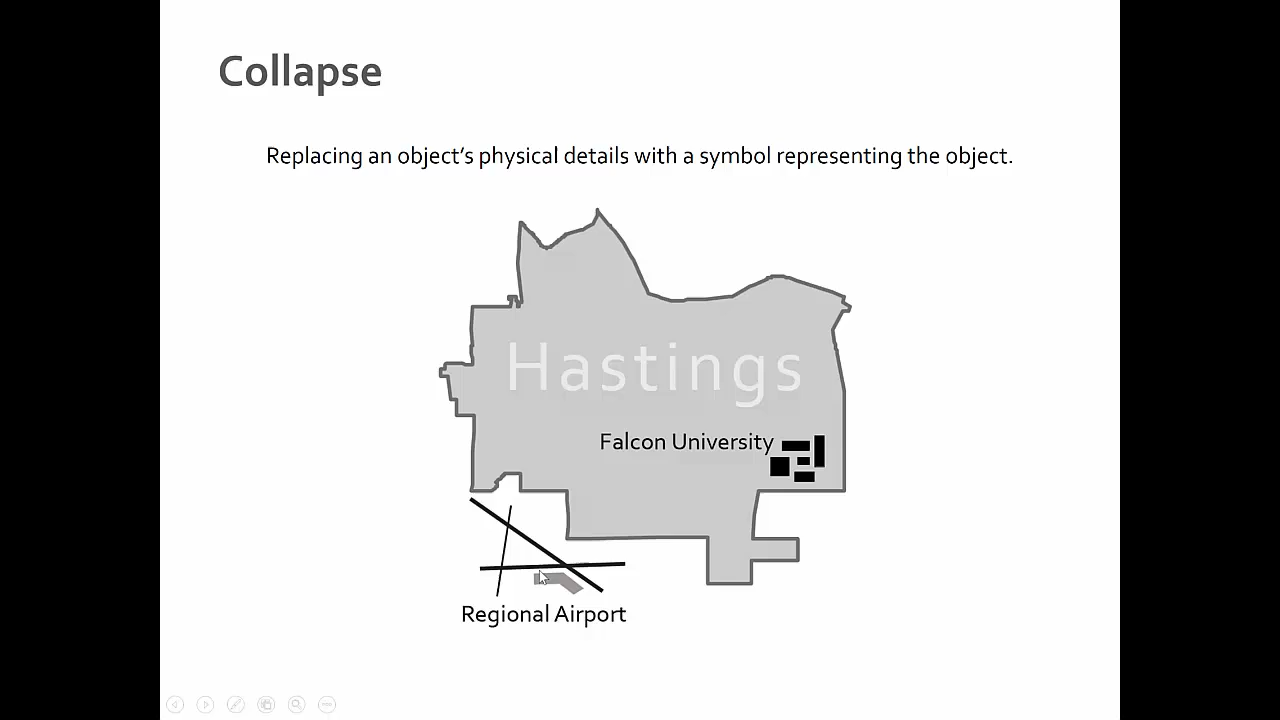 Collapse
Replacing an object’s physical details with a symbol representing the object.
Hastings
Falcon University
Regional Airport